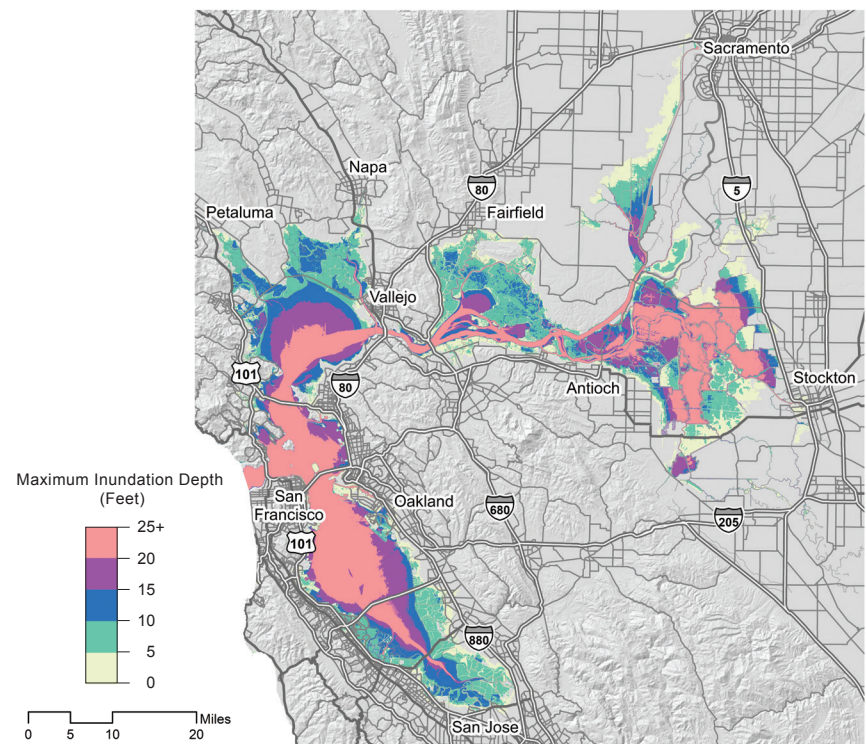 Sacramento
Napa
80
5
Petaluma
Fairfield
Vallejo
101
80
Antioch
Stockton
Maximum Inundation Depth
(Feet)
25+
20
15
10
5
0
San
Francisco
Oakland
680
205
101
880
San Jose
Miles
0 5 10 20